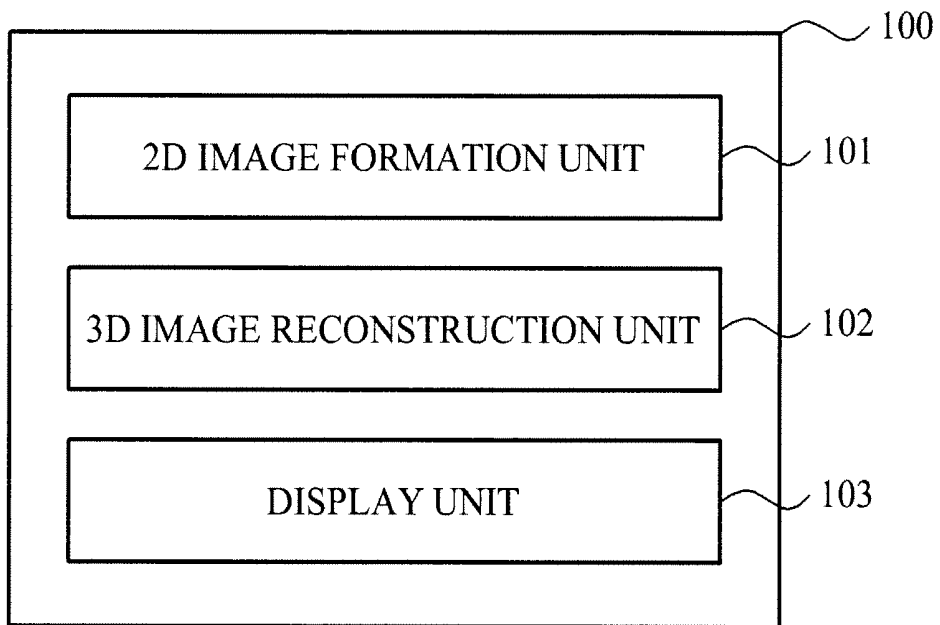 100
2D IMAGE FORMATION UNIT
101
3D IMAGE RECONSTRUCTION UNIT
102
DISPLAY UNIT
103